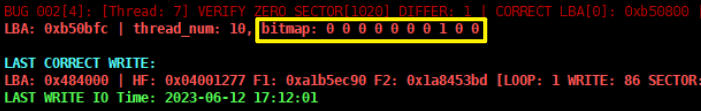 BUG 002[4]: [Thread: 7] VERIFY ZERO SECTOR[1020] DIFFER: 1 | CORRECT LBA[0]: 0xb50800 |
LBA: 0xb50bfc | thread_num: 10, bitmap: 0 0 0 0 0 0 0 1 0 0
LAST CORRECT WRITE:
LBA: 0x484000 | HF: 0x04001277 F1: 0xa1b5ec90 F2: 0x1a8453bd [LOOP: 1 WRITE: 86 SECTOR:
LAST WRITE IO Time: 2023-06-12 17:12:01